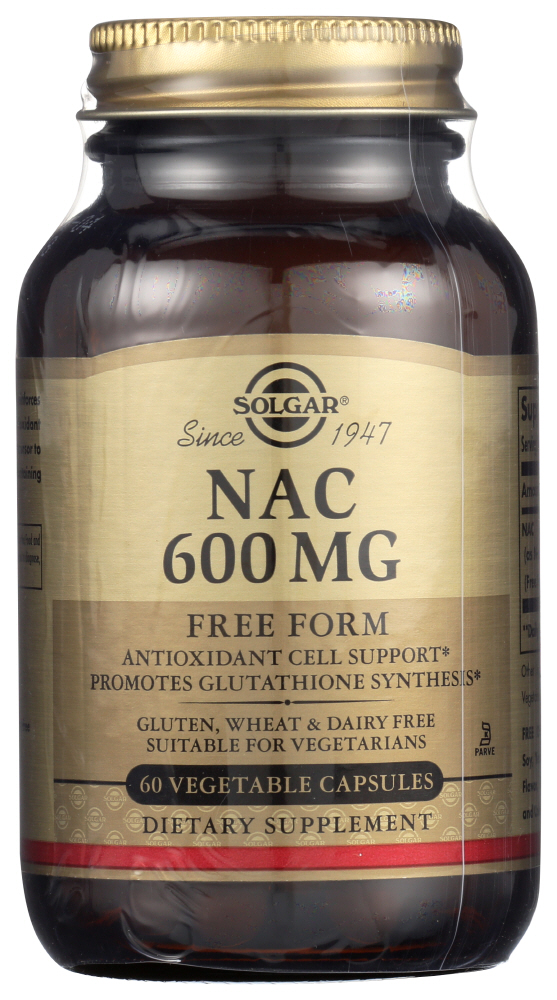 SOLGAR®
Since 1947
NAC
600 MG
FREE FORM
ANTIOXIDANT CELL SUPPORT*
PROMOTES GLUTATHIONE SYNTHESIS*
GLUTEN, WHEAT & DAIRY FREE
SUITABLE FOR VEGETARIANS
PARVE
60 VEGETABLE CAPSULES
DIETARY SUPPLEMENT